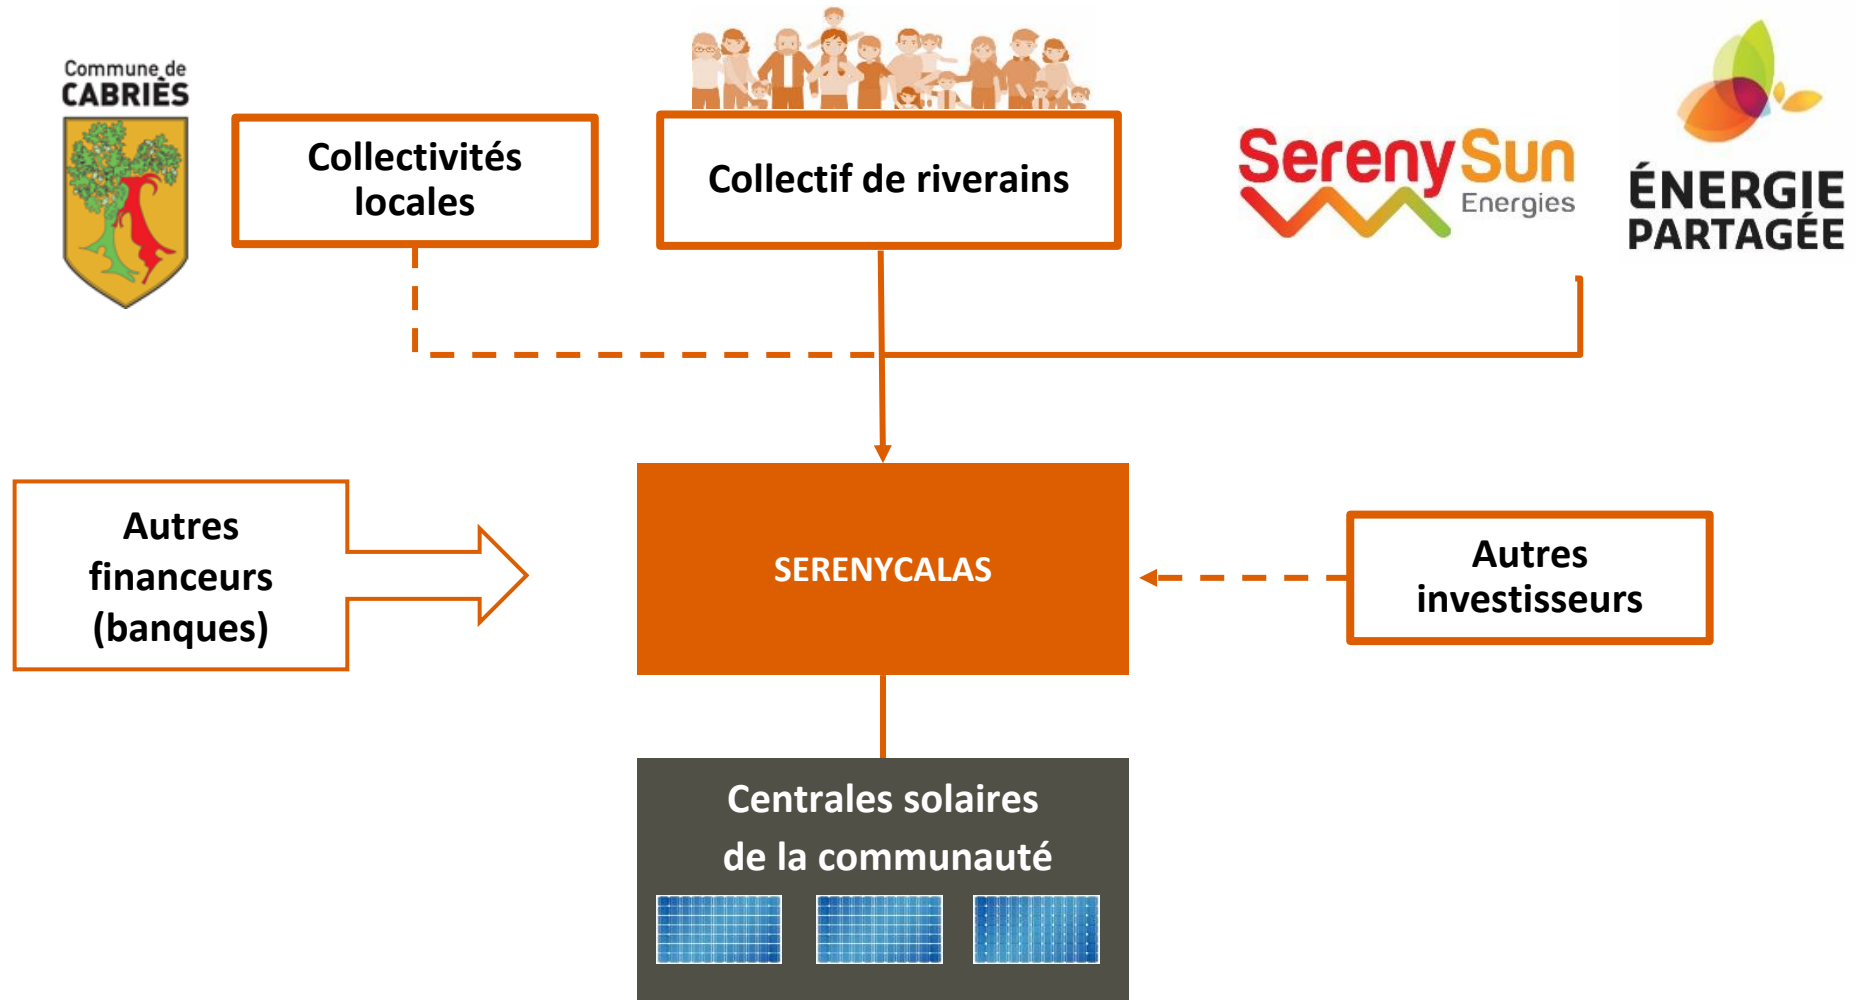 Commune de
CABRIÈS
Collectivités
locales
Collectif de riverains
SerenySun
Energies
ÉNERGIE
PARTAGÉE
Autres
financeurs
(banques)
SERENYCALAS
Autres
investisseurs
Centrales solaires
de la communauté